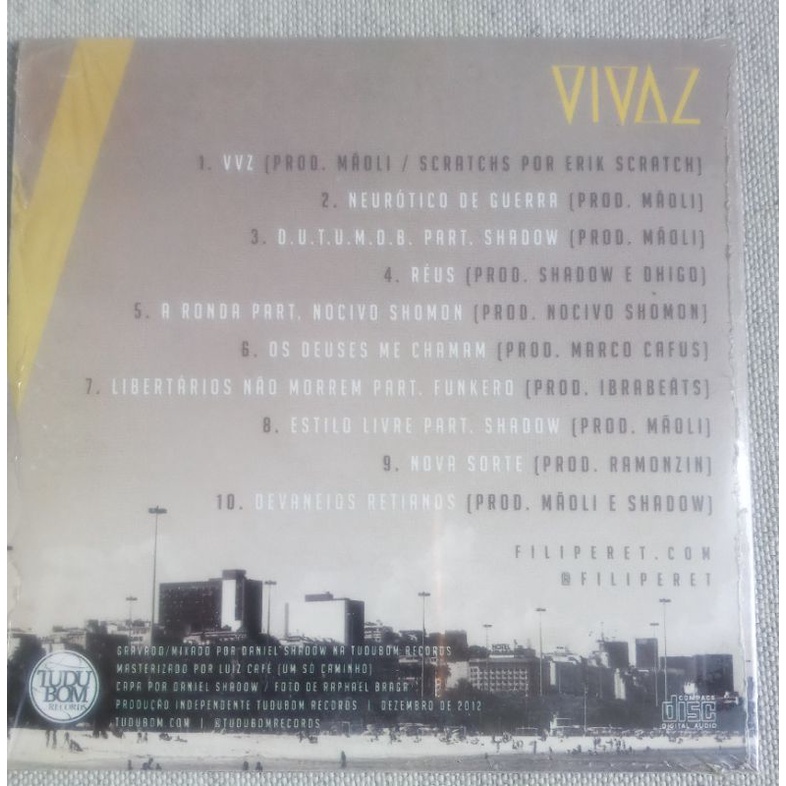 VIVAZ
1. VVZ (PROD. MÃOLI / SCRATCHS POR ERIK SCRATCH)
2. NEURÓTICO DE GUERRA (PROD. MÃOLI)
3. D.U.T.U.M.D.B. PART. SHADOW (PROD. MÃOLI)
4. RÉUS (PROD. SHADOW E DHIGO)
5. A RONDA PART. NOCIVO SHOMON (PROD. NOCIVO SHOMON)
6. OS DEUSES ME CHAMAM (PROD. MARCO CAFUS)
7. LIBERTÁRIOS NÃO MORREM PART. FUNKERO (PROD. IBRABEATS)
8. ESTILO LIVRE PART. SHADOW (PROD. MÃOLI)
9. NOVA SORTE (PROD. RAMONZIN)
10. DEVANEIOS RETIANOS (PROD. MÃOLI E SHADOW)
FILIPERET.COM
@FILIPERET
HOTEL
GRAVADO/MIXADO POR DANIEL SHADOW NA TUDUBOM RECORDS
MASTERIZADO POR LUIZ CAFÉ (UM SÓ CAMINHO)
CAPA POR DANIEL SHADOW / FOTO DE RAPHAEL BRAGA
PRODUÇÃO INDEPENDENTE TUDUBOM RECORDS | DEZEMBRO DE 2012
TUDUBOM.COM | @TUDUBOMRECORDS
TUDU
BOM
RECORDS
COMPACT
disc
DIGITAL AUDIO